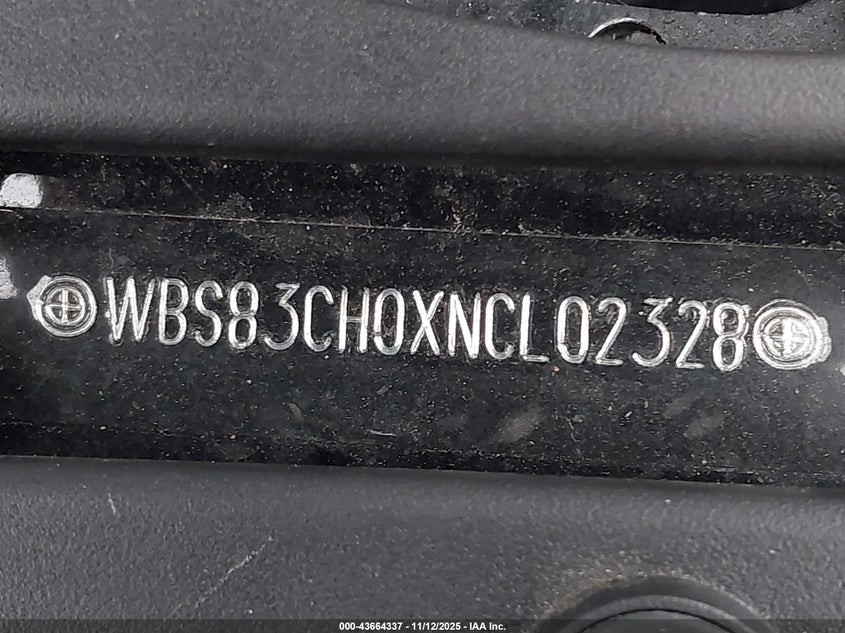 WBS83CH0XNCL02328
000-43664337 - 11/12/2025 - IAA Inc.